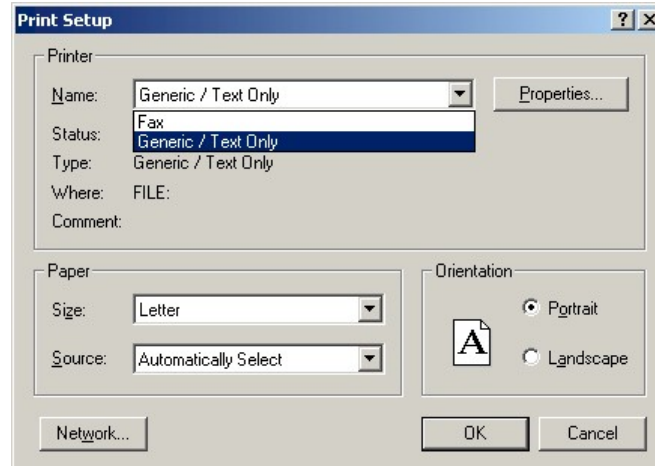 Print Setup
Printer
Name: Generic / Text Only Properties...
Fax
Status: Generic / Text Only
Type: Generic / Text Only
Where: FILE:
Comment:
Paper
Size: Letter
Source: Automatically Select
Orientation
A
Portrait
Landscape
Network... OK Cancel